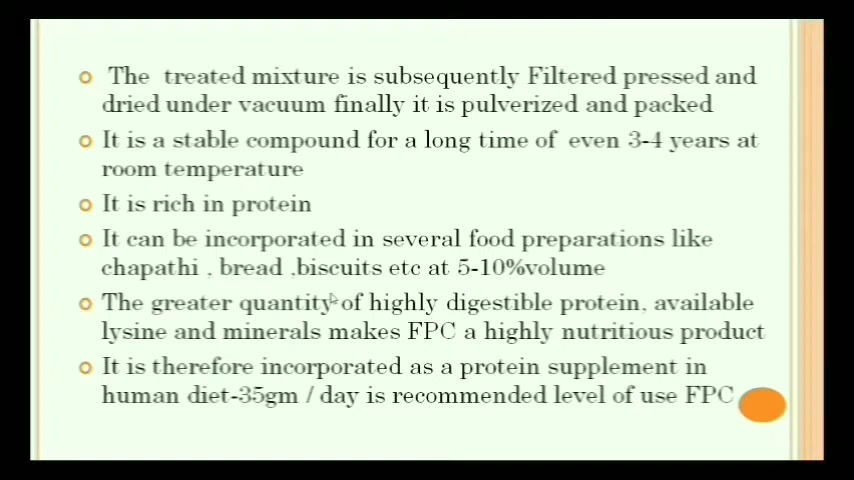 The treated mixture is subsequently Filtered pressed and
dried under vacuum finally it is pulverized and packed
It is a stable compound for a long time of even 3-4 years at
room temperature
It is rich in protein
It can be incorporated in several food preparations like
chapathi , bread ,biscuits etc at 5-10%volume
The greater quantity of highly digestible protein, available
lysine and minerals makes FPC a highly nutritious product
It is therefore incorporated as a protein supplement in
human diet-35gm / day is recommended level of use FPC